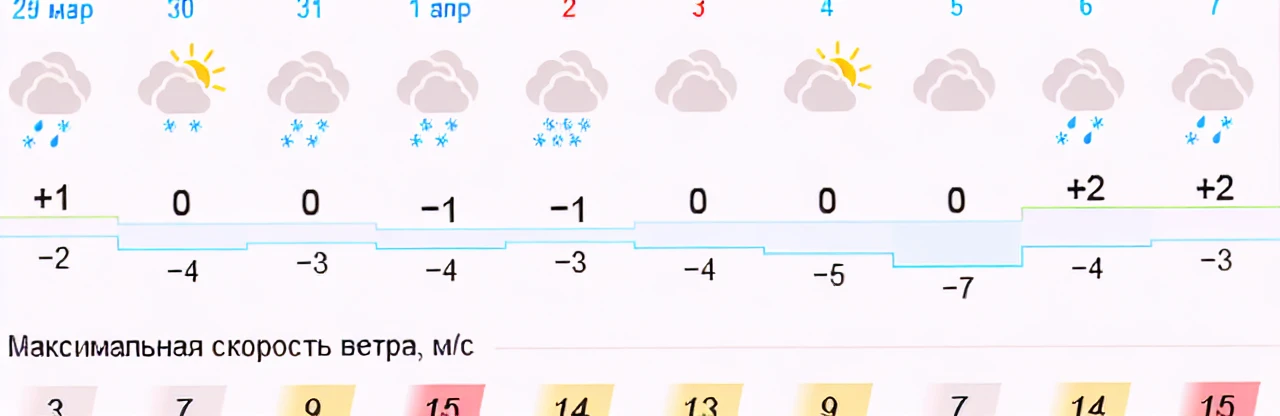 29 мар 30 31 1 апр 2 3 4 5 6 7
+1 0 0 −1 −1 0 0 0 +2 +2
−2 −4 −3 −4 −3 −4 −5 −7 −4 −3
Максимальная скорость ветра, м/с
3 7 9 15 14 13 9 7 14 15